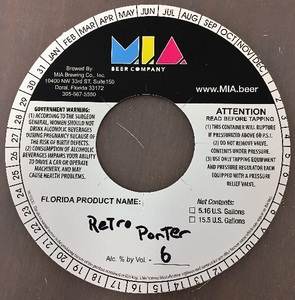 JAN FEB MAR APR MAY JUN JUL AUG SEP OCT NOV DEC
M.I.A.
BEER COMPANY
Brewed By:
MIA Brewing Co., Inc.
10400 NW 33rd ST, Suite150
Doral, Florida 33172
305-567-5550
www.MIA.beer
GOVERNMENT WARNING:
(1) ACCORDING TO THE SURGEON
GENERAL, WOMEN SHOULD NOT
DRINK ALCOHOLIC BEVERAGES
DURING PREGNANCY BECAUSE OF
THE RISK OF BIRTH DEFECTS.
(2) CONSUMPTION OF ALCOHOLIC
BEVERAGES IMPAIRS YOUR ABILITY
TO DRIVE A CAR OR OPERATE
MACHINERY, AND MAY
CAUSE HEALTH PROBLEMS.
ATTENTION
READ BEFORE TAPPING
(1) THIS CONTAINER WILL RUPTURE
IF PRESSURIZED ABOVE 60 P.S.I.
(2) DO NOT REMOVE VALVE,
CONTENTS UNDER PRESSURE.
(3) USE ONLY TAPPING EQUIPMENT
AND PRESSURE REGULATOR EACH
EQUIPPED WITH A PRESSURE
RELIEF VALVE.
FLORIDA PRODUCT NAME:
Retro Porter
Alc. % by Vol. - 6
Net Contents:
5.16 U.S. Gallons
15.5 U.S. Gallons